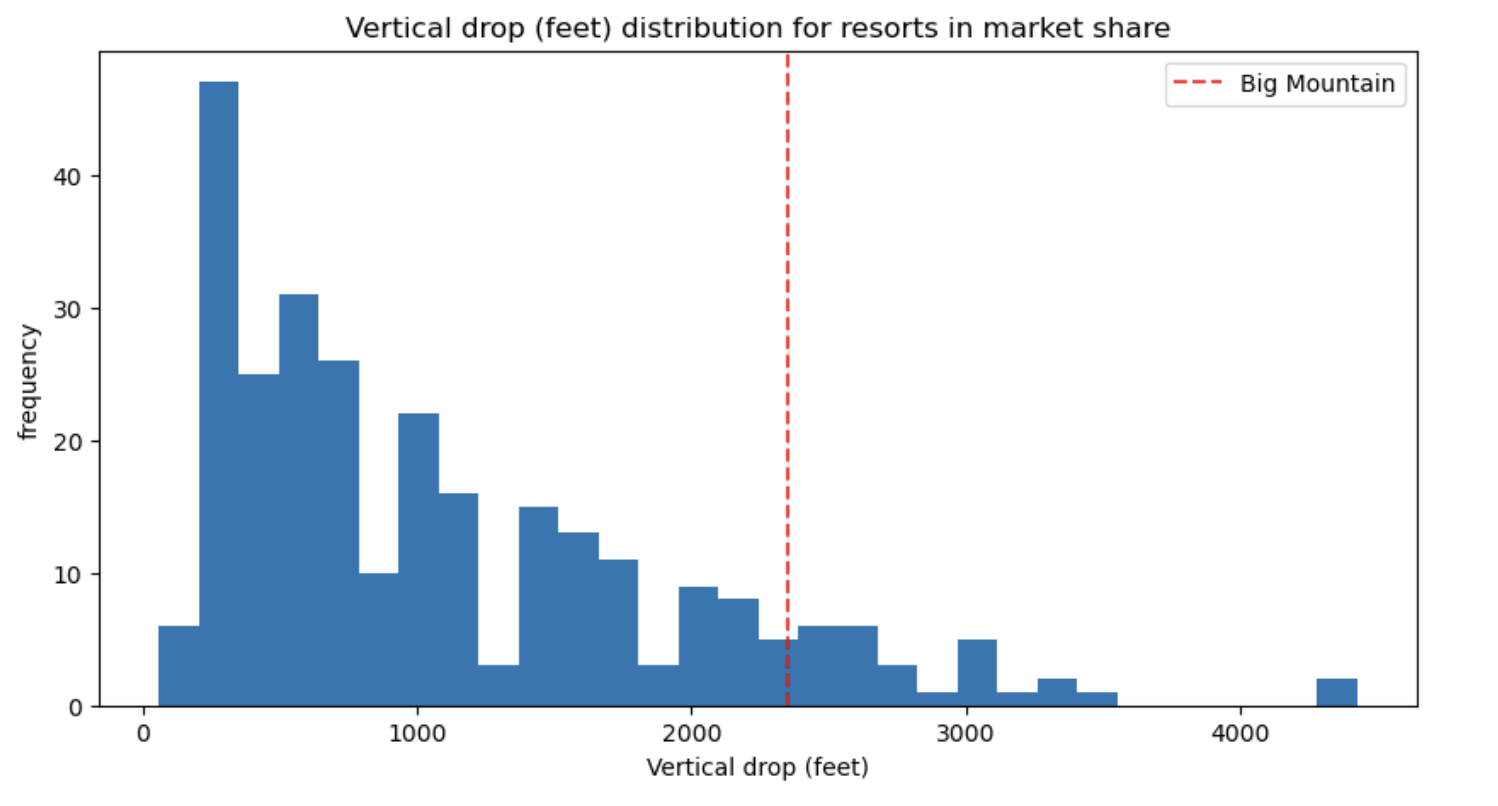 Vertical drop (feet) distribution for resorts in market share
Big Mountain
frequency
40
30
20
10
0
0 1000 2000 3000 4000
Vertical drop (feet)